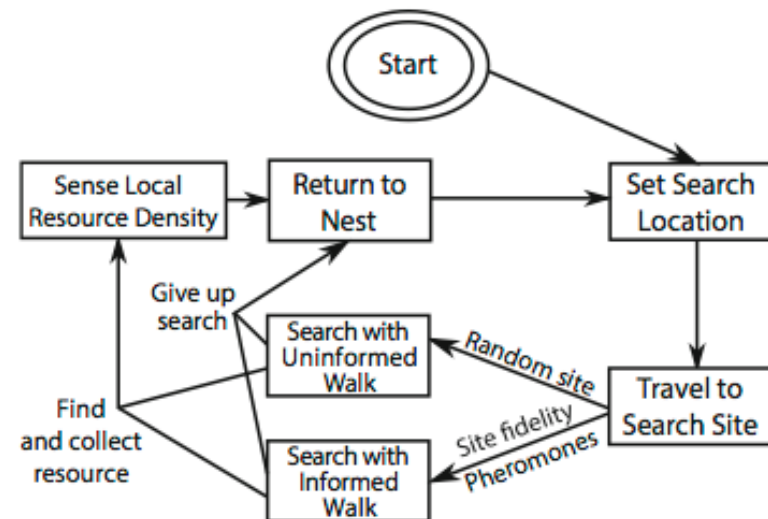 Start
Sense Local
Resource Density
Return to
Nest
Set Search
Location
Give up
search
Search with
Uninformed
Walk
Random site
Travel to
Search Site
Find
and collect
resource
Search with
Informed
Walk
Site fidelity
Pheromones